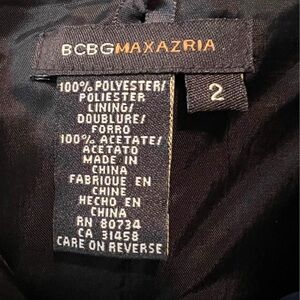 BCBGMAXAZRIA
2
100% POLYESTER/
POLIESTER
LINING/
DOUBLURE/
FORRO
100% ACETATE/
ACETATO
MADE IN
CHINA
FABRIQUE EN
CHINE
HECHO EN
CHINA
RN 80734
CA 31458
CARE ON REVERSE